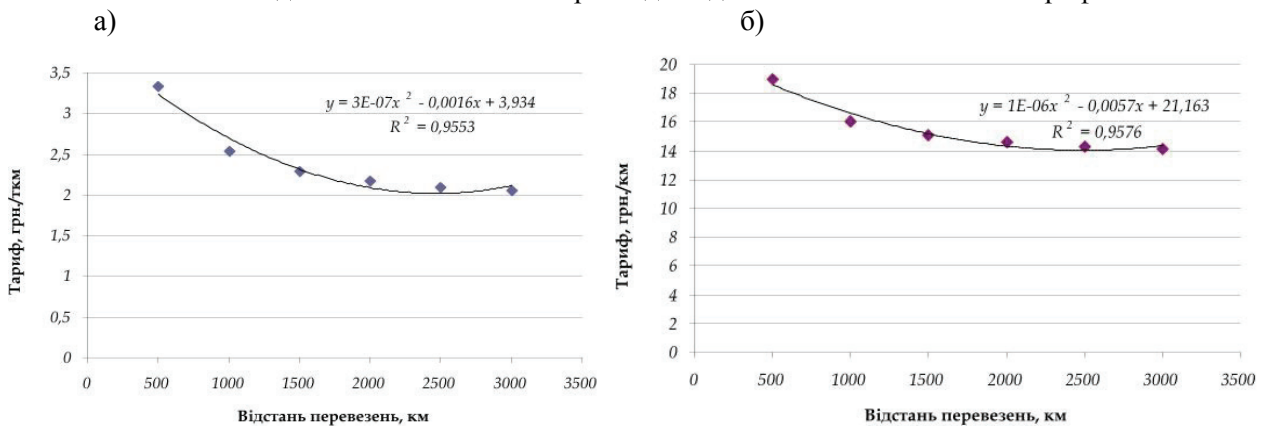 а)
б)
3,5
3
2,5
2
1,5
1
0,5
0
y = 3E-07x 2 - 0,0016x + 3,934
R 2 = 0,9553
Тариф, грн./ткм
0 500 1000 1500 2000 2500 3000 3500
Відстань перевезень, км
20
18
16
14
12
10
8
6
4
2
0
y = 1E-06x 2 - 0,0057x + 21,163
R 2 = 0,9576
Тариф, грн./км
0 500 1000 1500 2000 2500 3000 3500
Відстань перевезень, км